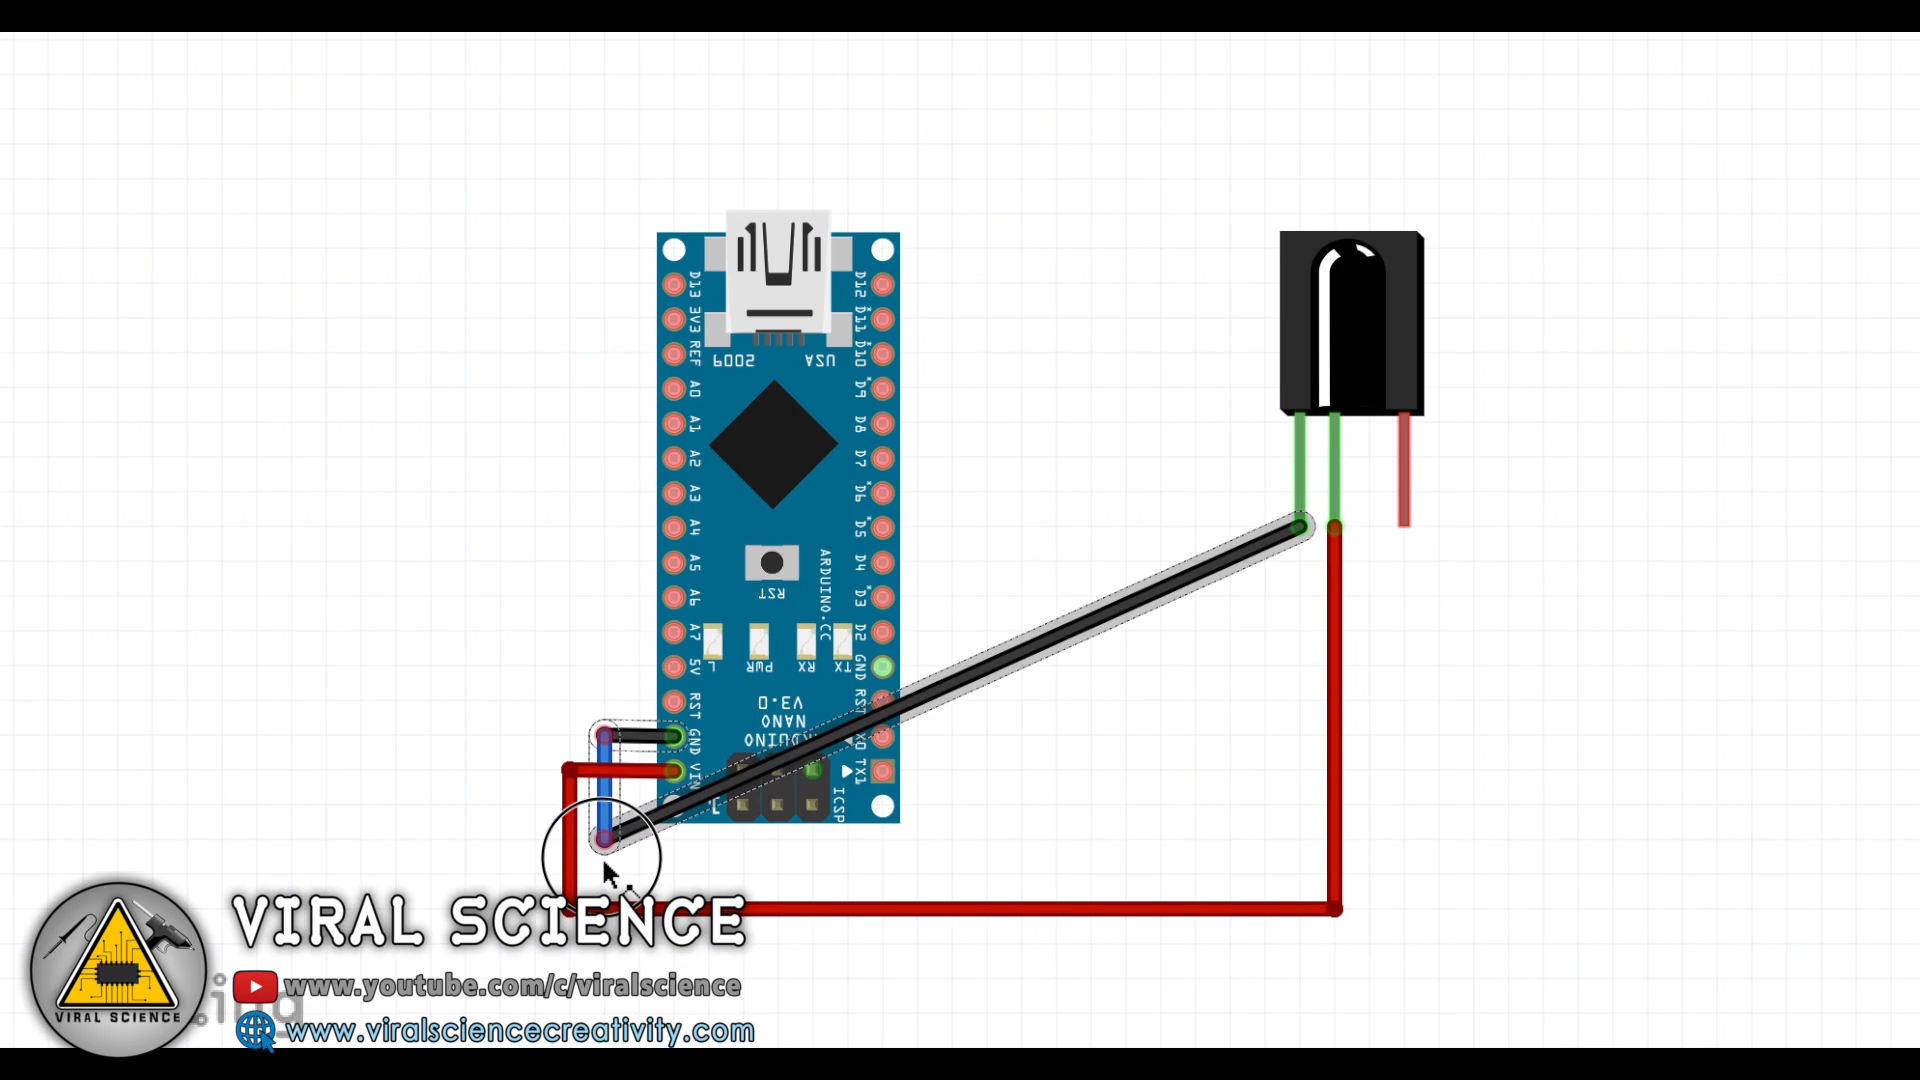 D13
3V3
REF
A0
A1
A2
A3
A4
A5
A6
A7
5V
RST
GND
VIN
D12
D11
D10
D9
D8
D7
D6
D5
D4
D3
D2
GND
RST
TX1
2009
USA
RST
ARDUINO.CC
L
PWR
RX
TX
V3.0
NANO
ARDUINO
ICSP
VIRAL SCIENCE
www.youtube.com/c/viralscience
www.viralsciencecreativity.com
VIRAL SCIENCE